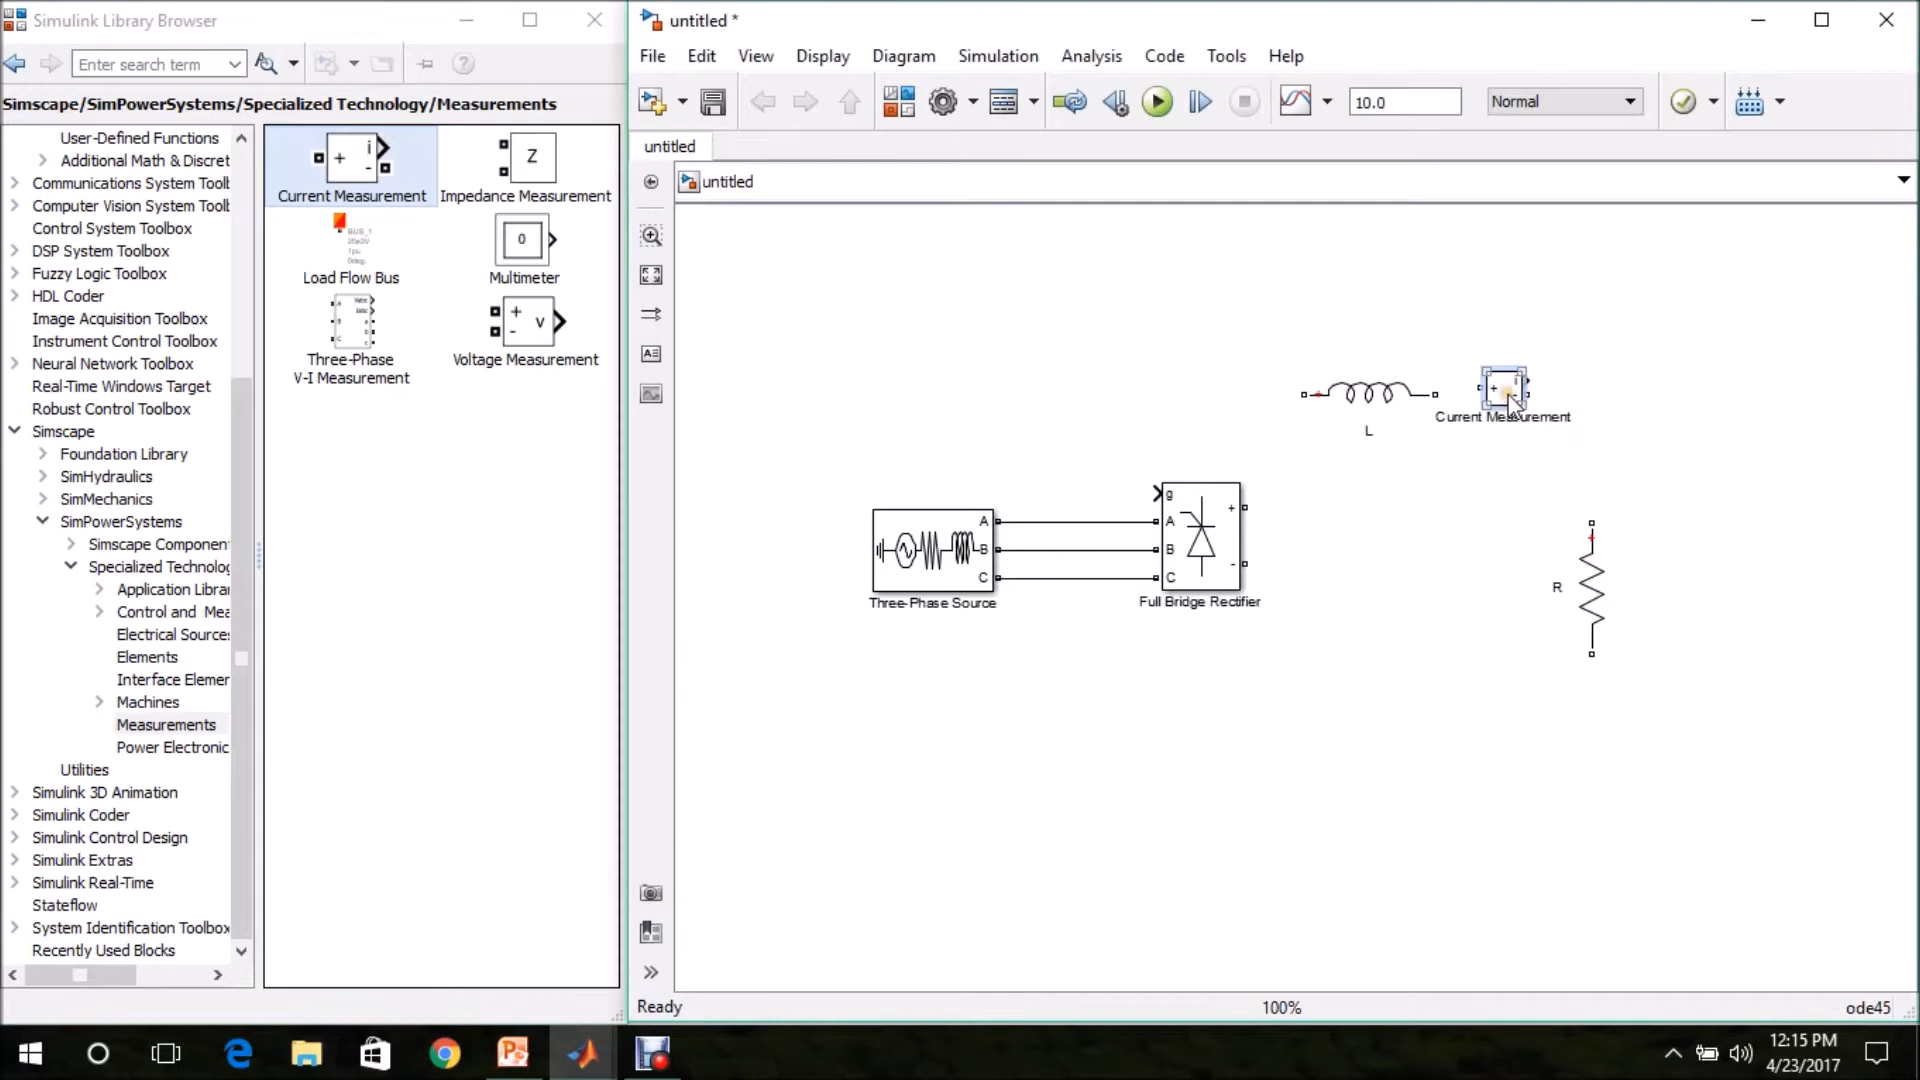 Simulink Library Browser
Enter search term
Simscape/SimPowerSystems/Specialized Technology/Measurements
User-Defined Functions
Additional Math & Discret
Communications System Toolb
Computer Vision System Toolb
Control System Toolbox
DSP System Toolbox
Fuzzy Logic Toolbox
HDL Coder
Image Acquisition Toolbox
Instrument Control Toolbox
Neural Network Toolbox
Real-Time Windows Target
Robust Control Toolbox
Simscape
Foundation Library
SimHydraulics
SimMechanics
SimPowerSystems
Simscape Component
Specialized Technolog
Application Librar
Control and Mea
Electrical Sources
Elements
Interface Elemer
Machines
Measurements
Power Electronic
Utilities
Simulink 3D Animation
Simulink Coder
Simulink Control Design
Simulink Extras
Simulink Real-Time
Stateflow
System Identification Toolbox
Recently Used Blocks
+ i -
Current Measurement
Z
Impedance Measurement
BUS_1
Load Flow Bus
0
Multimeter
Three-Phase
V-I Measurement
+ - v
Voltage Measurement
untitled *
File Edit View Display Diagram Simulation Analysis Code Tools Help
10.0
Normal
untitled
untitled
L
+ i
Current Measurement
A
B
C
Three-Phase Source
g
A
B
C
+
-
Full Bridge Rectifier
R
Ready
100%
ode45
12:15 PM
4/23/2017